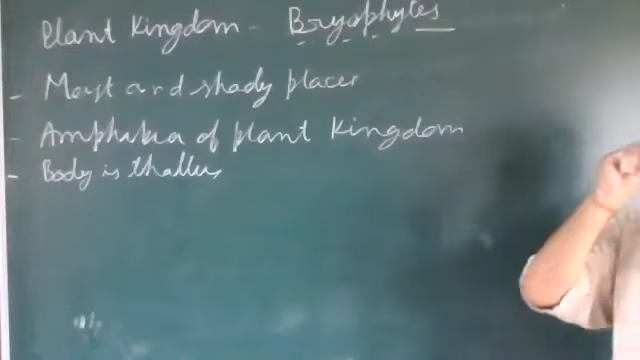 Plant Kingdom - Bryophytes
- Moist and shady places
- Amphibia of plant Kingdom
- Body is thallus